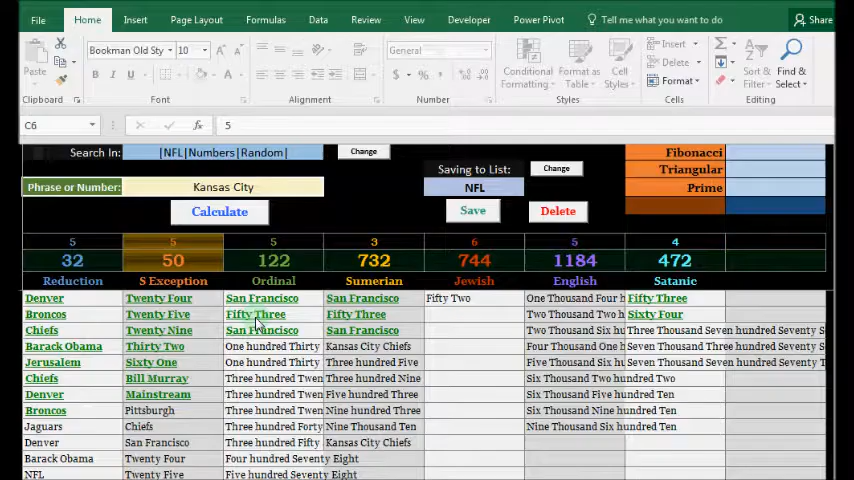 File Home Insert Page Layout Formulas Data Review View Developer Power Pivot Tell me what you want to do Share
Cut Bookman Old Sty 10 General Conditional Formatting Format as Table Cell Styles Insert Delete Format Sort & Filter Find & Select
Paste
Clipboard Font Alignment Number Styles Cells Editing
C6 fx 5
Search In: |NFL|Numbers|Random| Change Fibonacci
Saving to List: Change Triangular
Phrase or Number: Kansas City NFL Prime
Calculate Save Delete
5 5 5 3 6 5 4
32 50 122 732 744 1184 472
Reduction S Exception Ordinal Sumerian Jewish English Satanic
Denver Twenty Four San Francisco San Francisco Fifty Two One Thousand Four h Fifty Three
Broncos Twenty Five Fifty Three Fifty Three Two Thousand Two h Sixty Four
Chiefs Twenty Nine San Francisco San Francisco Two Thousand Six hu Three Thousand Seven hundred Seventy S
Barack Obama Thirty Two One hundred Thirty Kansas City Chiefs Four Thousand One h Seven Thousand Three hundred Seventy S
Jerusalem Sixty One One hundred Thirty Three hundred Five Five Thousand Six hu Seven Thousand Seven hundred Seventy T
Chiefs Bill Murray Three hundred Twen Three hundred Nine Six Thousand Two hundred Ten
Denver Mainstream Three hundred Twen Five hundred Three Six Thousand Five hundred Ten
Broncos Pittsburgh Three hundred Twen Nine hundred Three Six Thousand Nine hundred Ten
Jaguars Chiefs Three hundred Forty Nine Thousand Ten Nine Thousand Six hundred Ten
Denver San Francisco Three hundred Fifty Kansas City Chiefs
Barack Obama Twenty Four Four hundred Seventy Eight
NFL Twenty Five Five hundred Seventy Eight